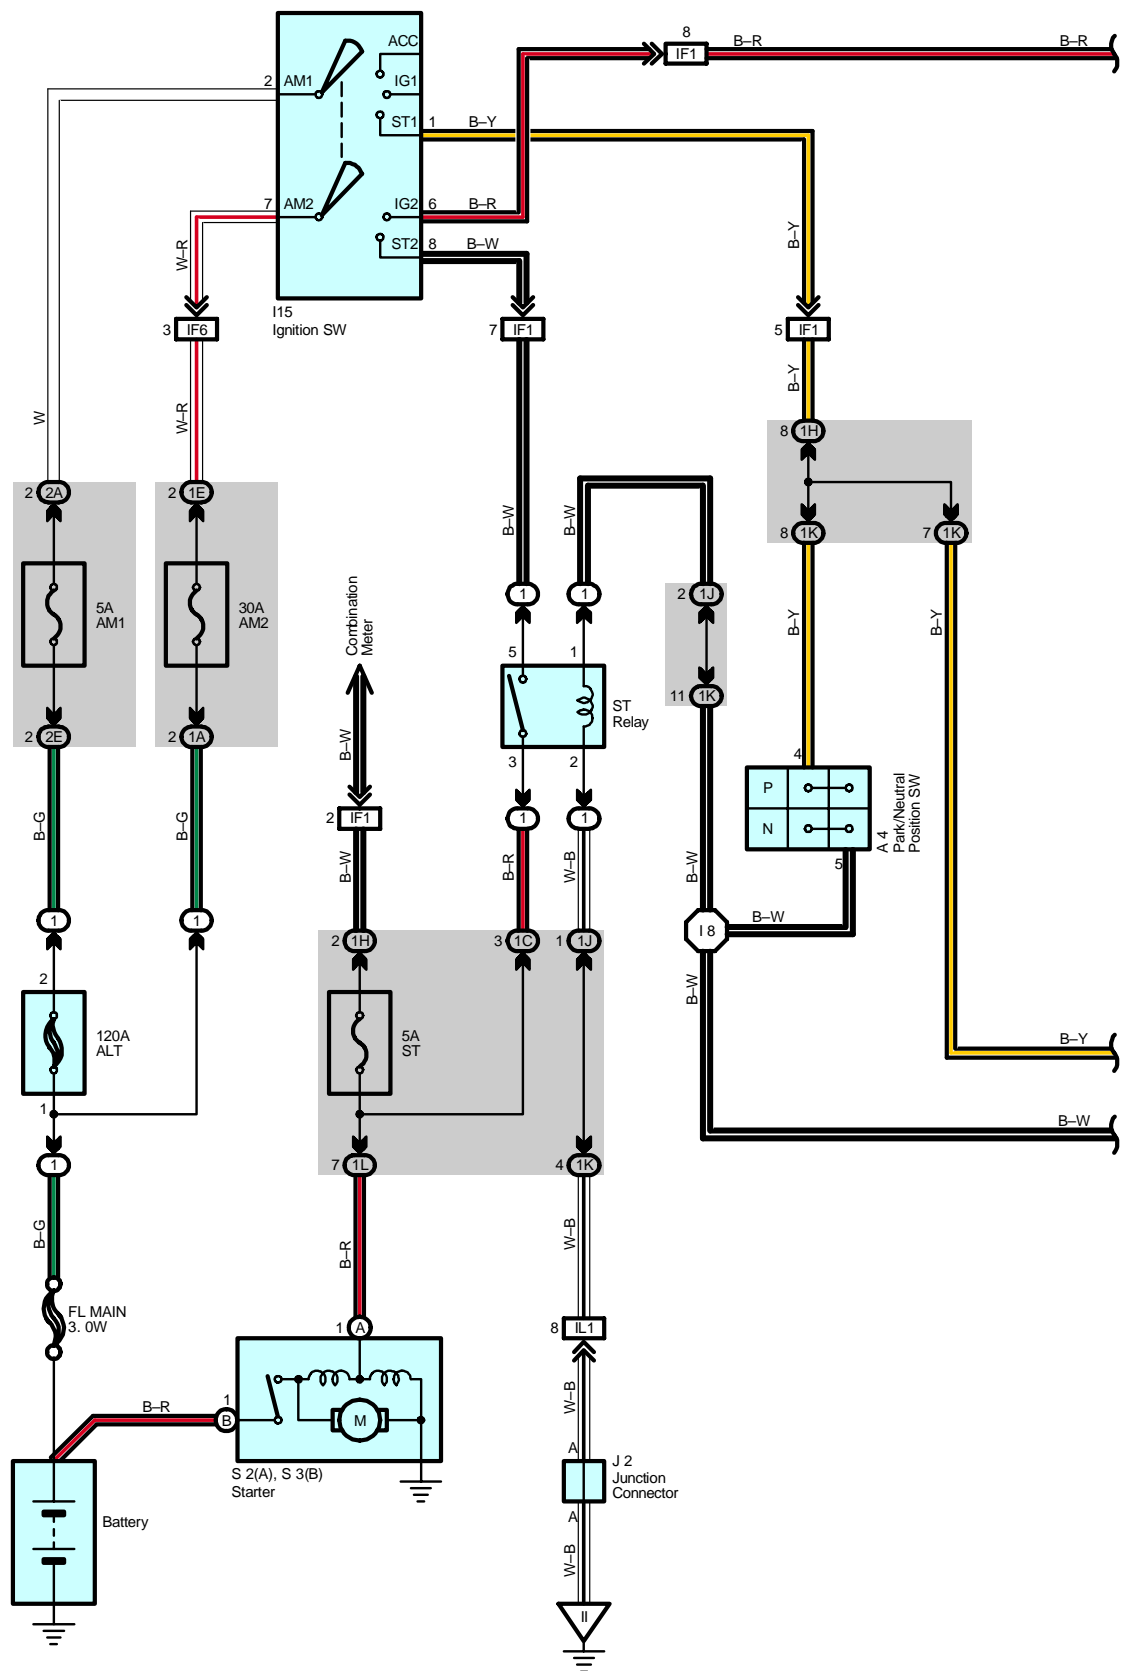 8
IF1
B–R
B–R
ACC
2
AM1
IG1
ST1
1
B–Y
7
AM2
IG2
6
B–R
ST2
8
B–W
W–R
B–Y
I15
Ignition SW
3
IF6
7
IF1
5
IF1
B–Y
W
W–R
8
1H
2
2A
2
1E
B–W
B–W
8
1K
7
1K
5A
AM1
30A
AM2
Combination
Meter
1
1
2
1J
B–Y
B–Y
5
1
ST
Relay
11
1K
2
2E
2
1A
B–W
3
2
4
P
N
A 4
Park/Neutral
Position SW
5
B–G
B–G
2
IF1
1
1
B–W
B–R
W–B
B–W
1
1
2
1H
3
1C
1
1J
I 8
B–W
2
B–W
120A
ALT
5A
ST
B–Y
1
B–W
1
7
1L
4
1K
B–G
B–R
W–B
FL MAIN
3. 0W
1
A
8
IL1
B–R
1
B
M
W–B
A
J 2
Junction
Connector
S 2(A), S 3(B)
Starter
A
Battery
W–B
II